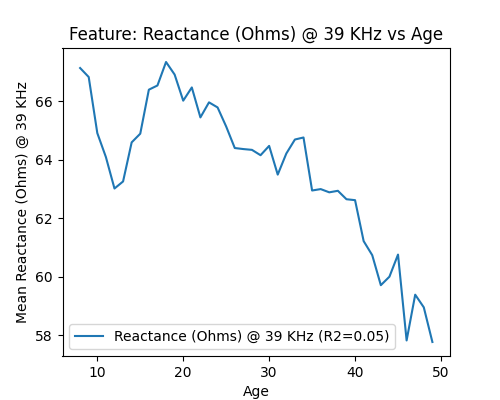 Feature: Reactance (Ohms) @ 39 KHz vs Age
Mean Reactance (Ohms) @ 39 KHz
66
64
62
60
58
Reactance (Ohms) @ 39 KHz (R2=0.05)
10 20 30 40 50
Age